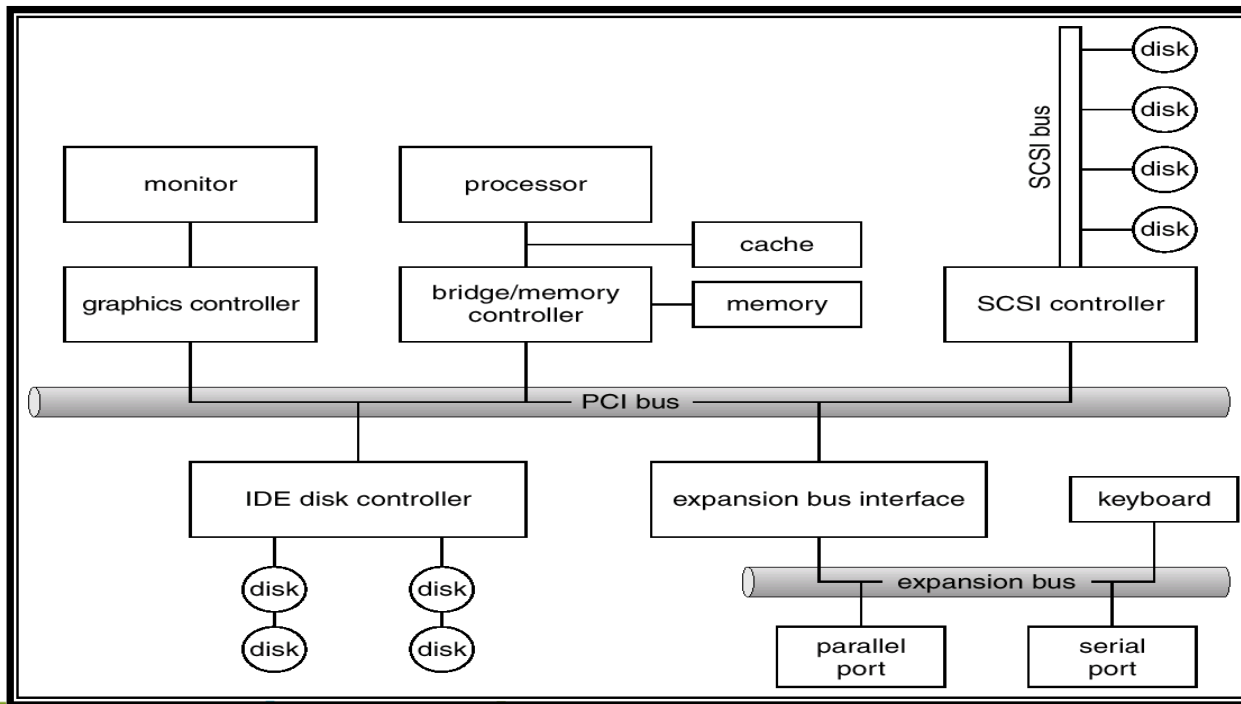 disk
disk
SCSI bus
disk
disk
monitor
processor
cache
graphics controller
bridge/memory
controller
memory
SCSI controller
PCI bus
IDE disk controller
expansion bus interface
keyboard
disk
disk
expansion bus
disk
disk
parallel
port
serial
port